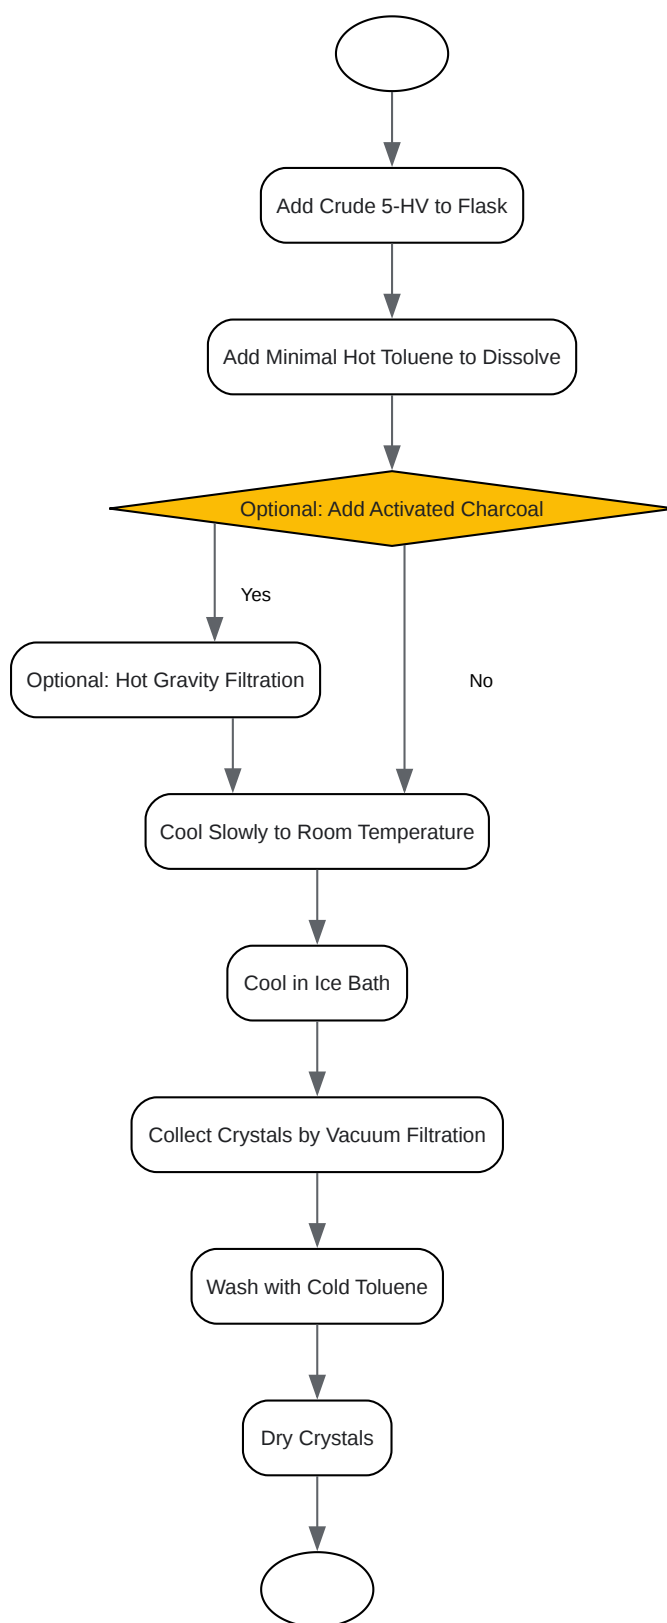 Add Crude 5-HV to Flask
Add Minimal Hot Toluene to Dissolve
Optional: Add Activated Charcoal
Yes
Optional: Hot Gravity Filtration
No
Cool Slowly to Room Temperature
Cool in Ice Bath
Collect Crystals by Vacuum Filtration
Wash with Cold Toluene
Dry Crystals